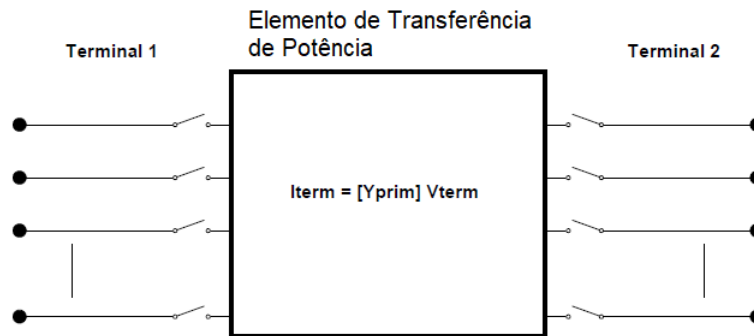 Elemento de Transferência
de Potência
Terminal 1
Terminal 2
Iterm = [Yprim] Vterm